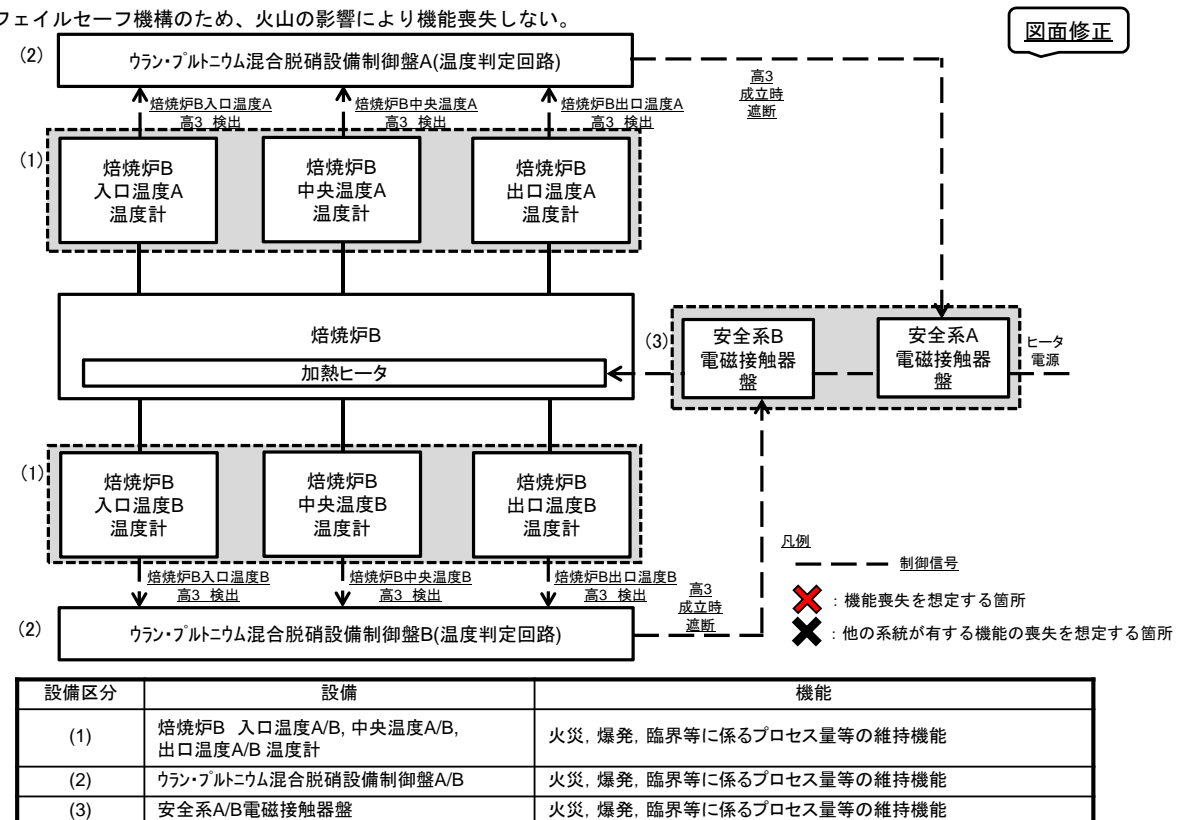 フェイルセーフ機構のため、火山の影響により機能喪失しない。
図面修正
(2)
ウラン・プルトニウム混合脱硝設備制御盤A(温度判定回路)
高3
成立時
遮断
焙焼炉B入口温度A
高3 検出
焙焼炉B中央温度A
高3 検出
焙焼炉B出口温度A
高3 検出
(1)
焙焼炉B
入口温度A
温度計
焙焼炉B
中央温度A
温度計
焙焼炉B
出口温度A
温度計
焙焼炉B
加熱ヒータ
(3)
安全系B
電磁接触器
盤
安全系A
電磁接触器
盤
ヒータ
電源
(1)
焙焼炉B
入口温度B
温度計
焙焼炉B
中央温度B
温度計
焙焼炉B
出口温度B
温度計
焙焼炉B入口温度B
高3 検出
焙焼炉B中央温度B
高3 検出
焙焼炉B出口温度B
高3 検出
高3
成立時
遮断
(2)
ウラン・プルトニウム混合脱硝設備制御盤B(温度判定回路)
凡例
制御信号
：機能喪失を想定する箇所
：他の系統が有する機能の喪失を想定する箇所
設備区分 設備 機能
(1) 焙焼炉B 入口温度A/B, 中央温度A/B,
出口温度A/B 温度計 火災, 爆発, 臨界等に係るプロセス量等の維持機能
(2) ウラン・プルトニウム混合脱硝設備制御盤A/B 火災, 爆発, 臨界等に係るプロセス量等の維持機能
(3) 安全系A/B電磁接触器盤 火災, 爆発, 臨界等に係るプロセス量等の維持機能